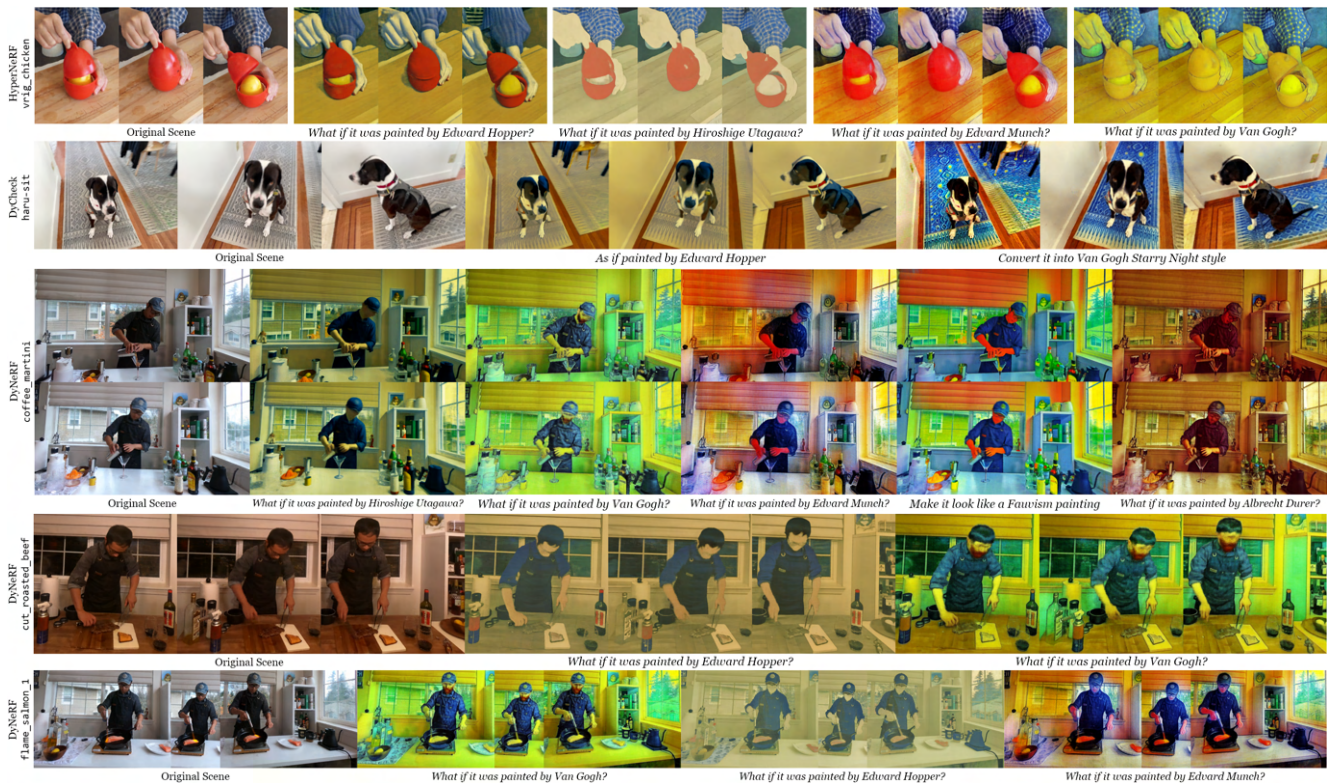 HyperNeRF
vrig_chicken
Original Scene
What if it was painted by Edward Hopper?
What if it was painted by Hiroshige Utagawa?
What if it was painted by Edvard Munch?
What if it was painted by Van Gogh?
DyCheck
haru-sit
Original Scene
As if painted by Edward Hopper
Convert it into Van Gogh Starry Night style
DyNeRF
coffee_martini
Original Scene
What if it was painted by Hiroshige Utagawa?
What if it was painted by Van Gogh?
What if it was painted by Edvard Munch?
Make it look like a Fauvism painting
What if it was painted by Albrecht Durer?
DyNeRF
cut_roasted_beef
Original Scene
What if it was painted by Edward Hopper?
What if it was painted by Van Gogh?
DyNeRF
flame_salmon_1
Original Scene
What if it was painted by Van Gogh?
What if it was painted by Edward Hopper?
What if it was painted by Edvard Munch?